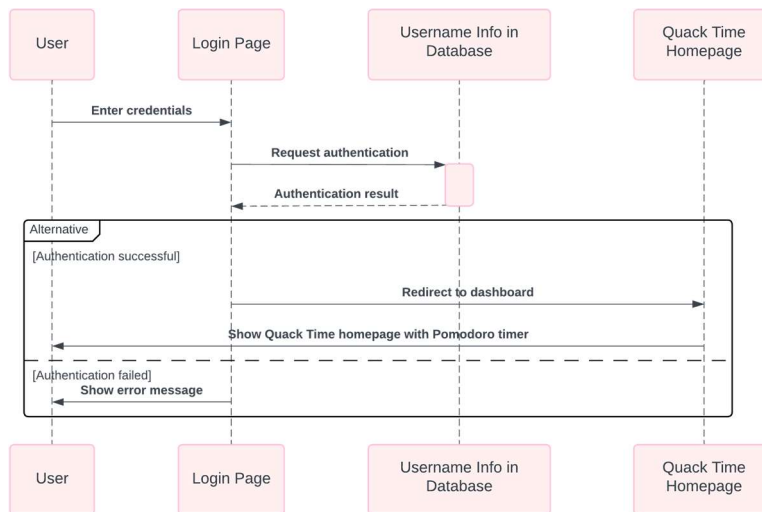 User
Login Page
Username Info in
Database
Quack Time
Homepage
Enter credentials
Request authentication
Authentication result
Alternative
[Authentication successful]
Redirect to dashboard
Show Quack Time homepage with Pomodoro timer
[Authentication failed]
Show error message
User
Login Page
Username Info in
Database
Quack Time
Homepage